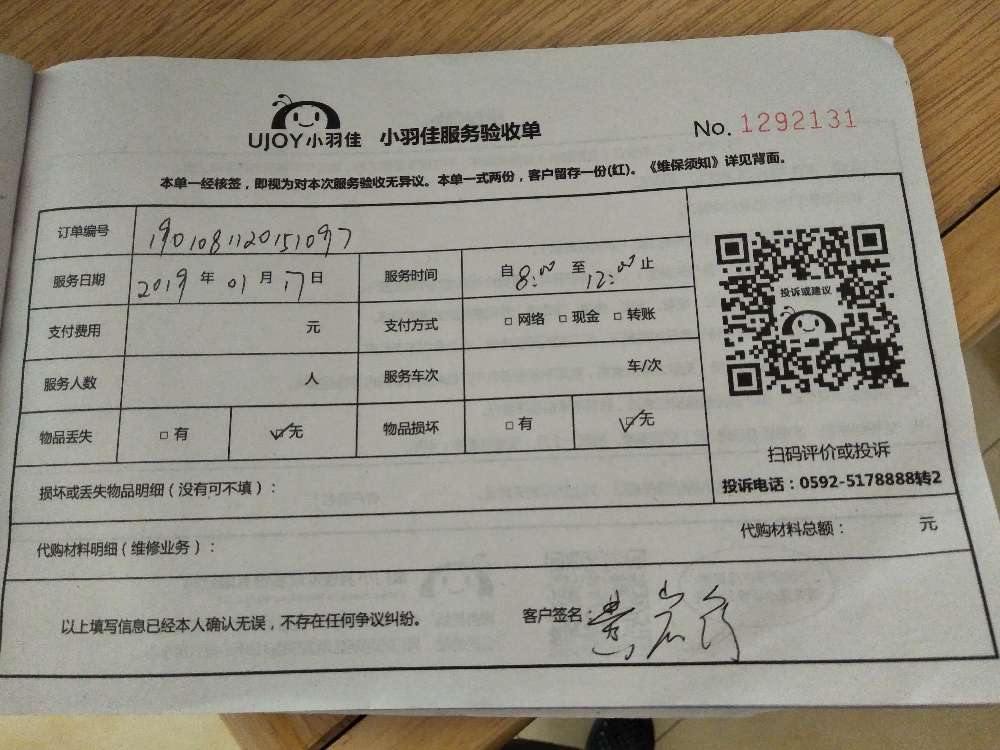 UJOY小羽佳 小羽佳服务验收单 No. 1292131
本单一经核签，即视为对本次服务验收无异议。本单一式两份，客户留存一份(红)。《维保须知》详见背面。
订单编号 1901081120151097
服务日期 2019 年 01 月 17 日 服务时间 自 8:00 至 12:00 止
支付费用 元 支付方式 □ 网络 □ 现金 □ 转账
服务人数 人 服务车次 车/次
物品丢失 □ 有 ☑ 无 物品损坏 □ 有 ☑ 无
投诉或建议
扫码评价或投诉
投诉电话：0592-5178888转2
损坏或丢失物品明细（没有可不填）：
代购材料明细（维修业务）： 代购材料总额： 元
以上填写信息已经本人确认无误，不存在任何争议纠纷。 客户签名：